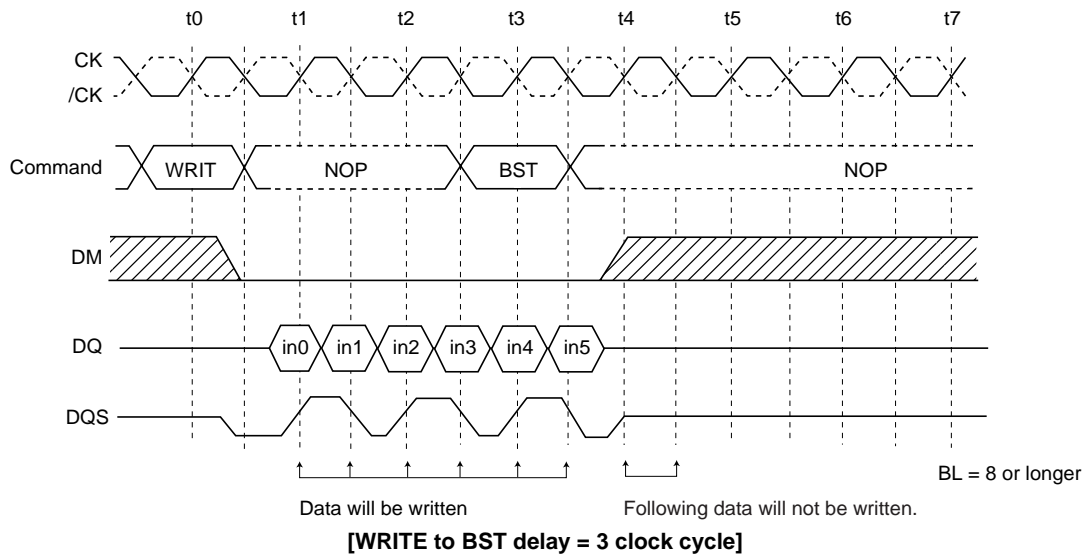 t0 t1 t2 t3 t4 t5 t6 t7
CK
/CK
Command WRIT NOP BST NOP
DM
DQ in0 in1 in2 in3 in4 in5
DQS
BL = 8 or longer
Data will be written Following data will not be written.
[WRITE to BST delay = 3 clock cycle]